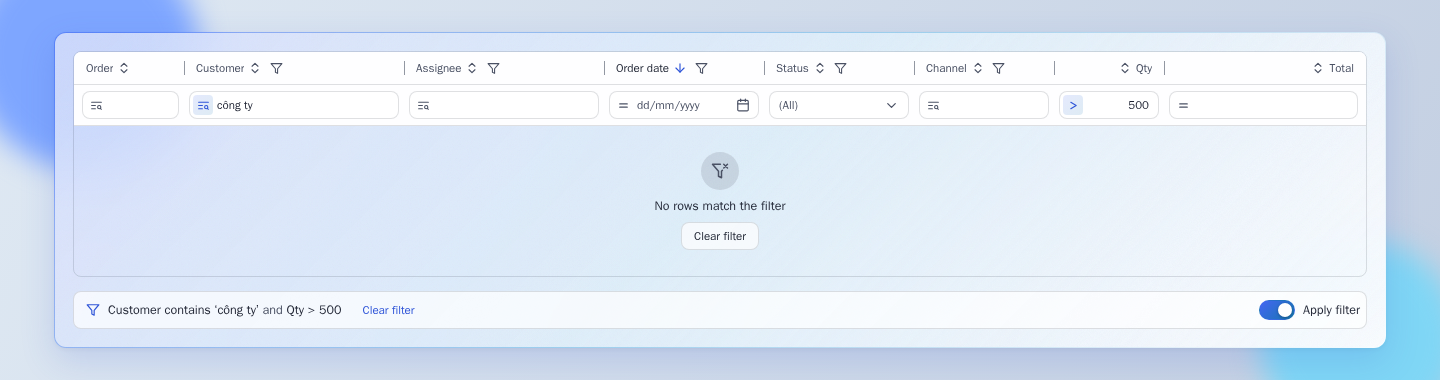 Order Customer Assignee Order date Status Channel Qty Total
công ty = dd/mm/yyyy (All) > 500 =
No rows match the filter
Clear filter
Customer contains ‘công ty’ and Qty > 500 Clear filter Apply filter